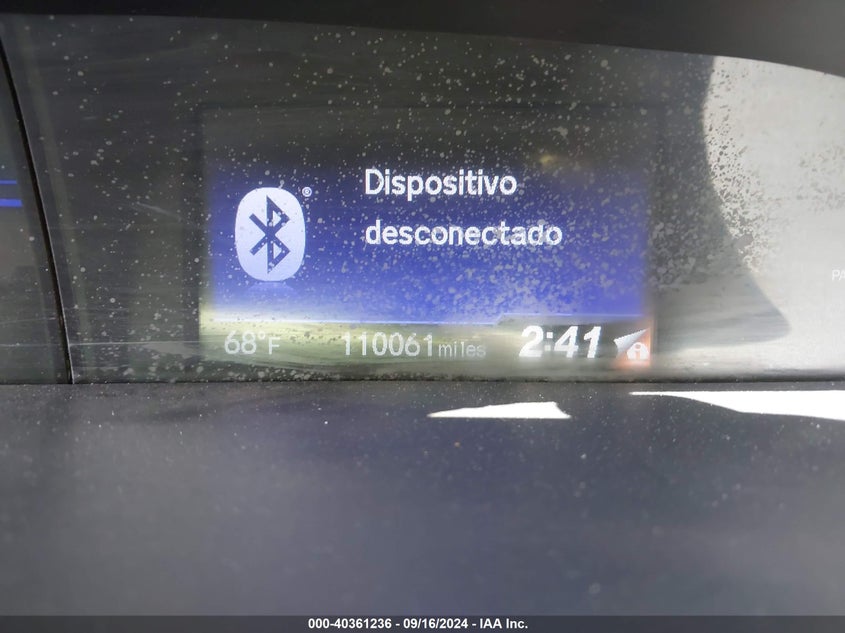 Dispositivo
desconectado
68°F 110061 miles 2:41
000-40361236 - 09/16/2024 - IAA Inc.